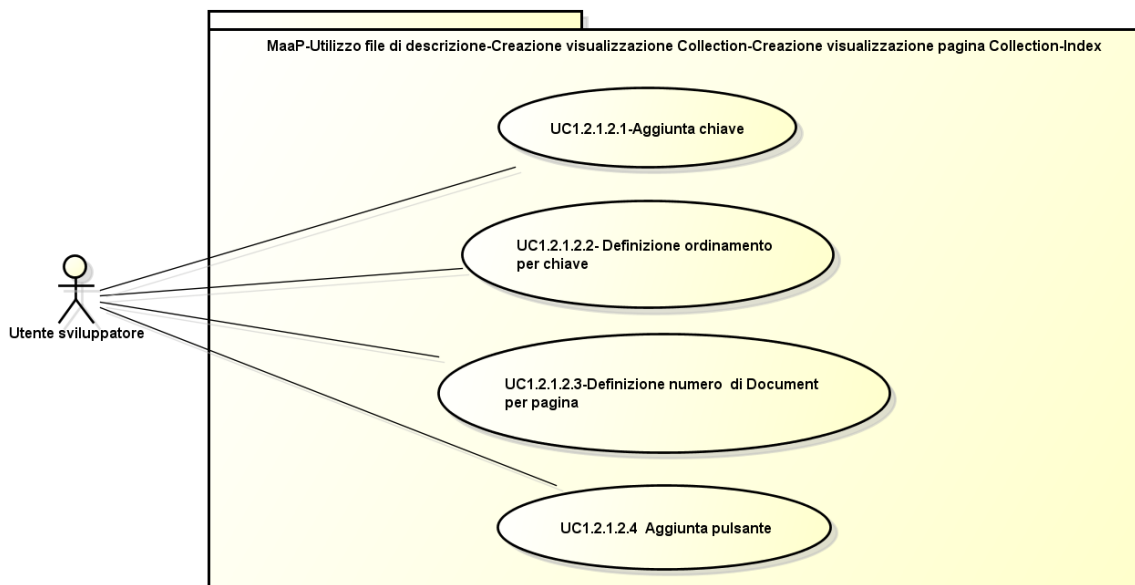 MaaP-Utilizzo file di descrizione-Creazione visualizzazione Collection-Creazione visualizzazione pagina Collection-Index
UC1.2.1.2.1-Aggiunta chiave
UC1.2.1.2.2- Definizione ordinamento
per chiave
Utente sviluppatore
UC1.2.1.2.3-Definizione numero  di Document
per pagina
UC1.2.1.2.4  Aggiunta pulsante